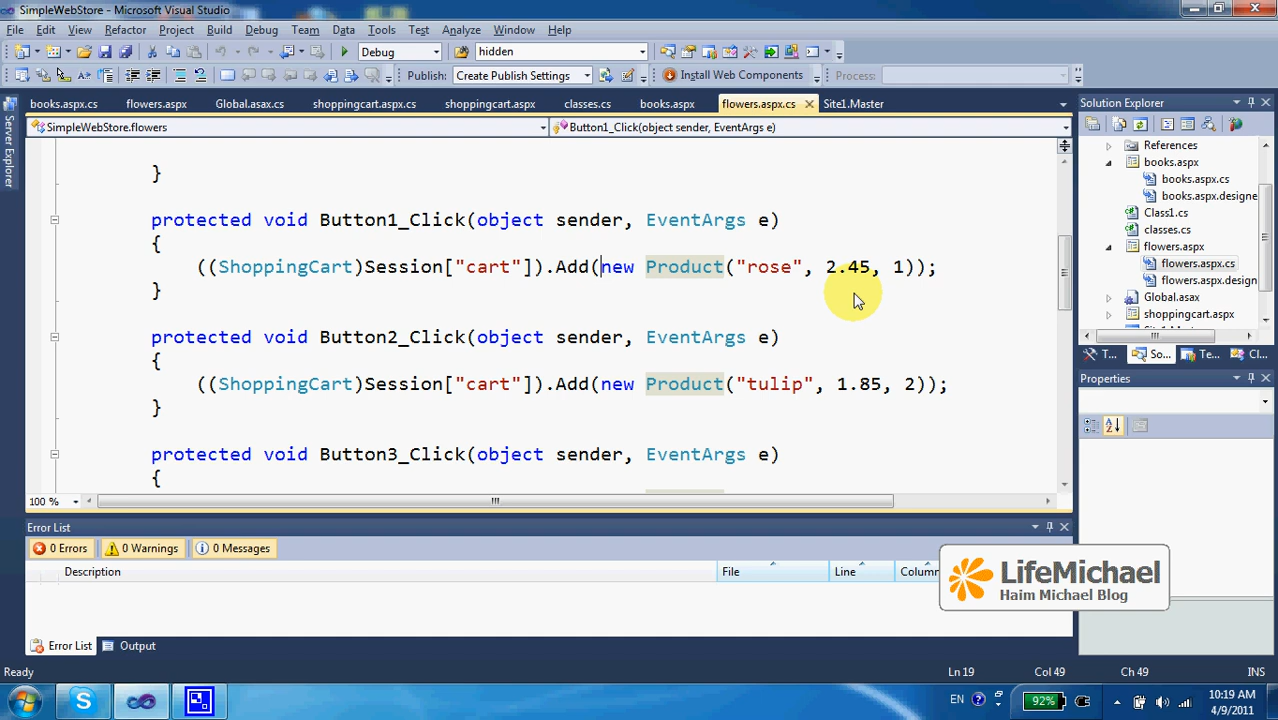 SimpleWebStore - Microsoft Visual Studio
File Edit View Refactor Project Build Debug Team Data Tools Test Analyze Window Help
Debug hidden
Publish: Create Publish Settings Install Web Components Process:
books.aspx.cs flowers.aspx Global.asax.cs shoppingcart.aspx.cs shoppingcart.aspx classes.cs books.aspx flowers.aspx.cs Site1.Master
SimpleWebStore.flowers Button1_Click(object sender, EventArgs e)
Server Explorer
}
protected void Button1_Click(object sender, EventArgs e)
{
((ShoppingCart)Session["cart"]).Add(new Product("rose", 2.45, 1));
}
protected void Button2_Click(object sender, EventArgs e)
{
((ShoppingCart)Session["cart"]).Add(new Product("tulip", 1.85, 2));
}
protected void Button3_Click(object sender, EventArgs e)
{
100 %
Solution Explorer
References
books.aspx
books.aspx.cs
books.aspx.designe
Class1.cs
classes.cs
flowers.aspx
flowers.aspx.cs
flowers.aspx.design
Global.asax
shoppingcart.aspx
T... So... Te... Cl...
Properties
Error List
0 Errors 0 Warnings 0 Messages
Description File Line Column
LifeMichael
Haim Michael Blog
Error List Output
Ready Ln 19 Col 49 Ch 49 INS
EN 92% 10:19 AM
4/9/2011